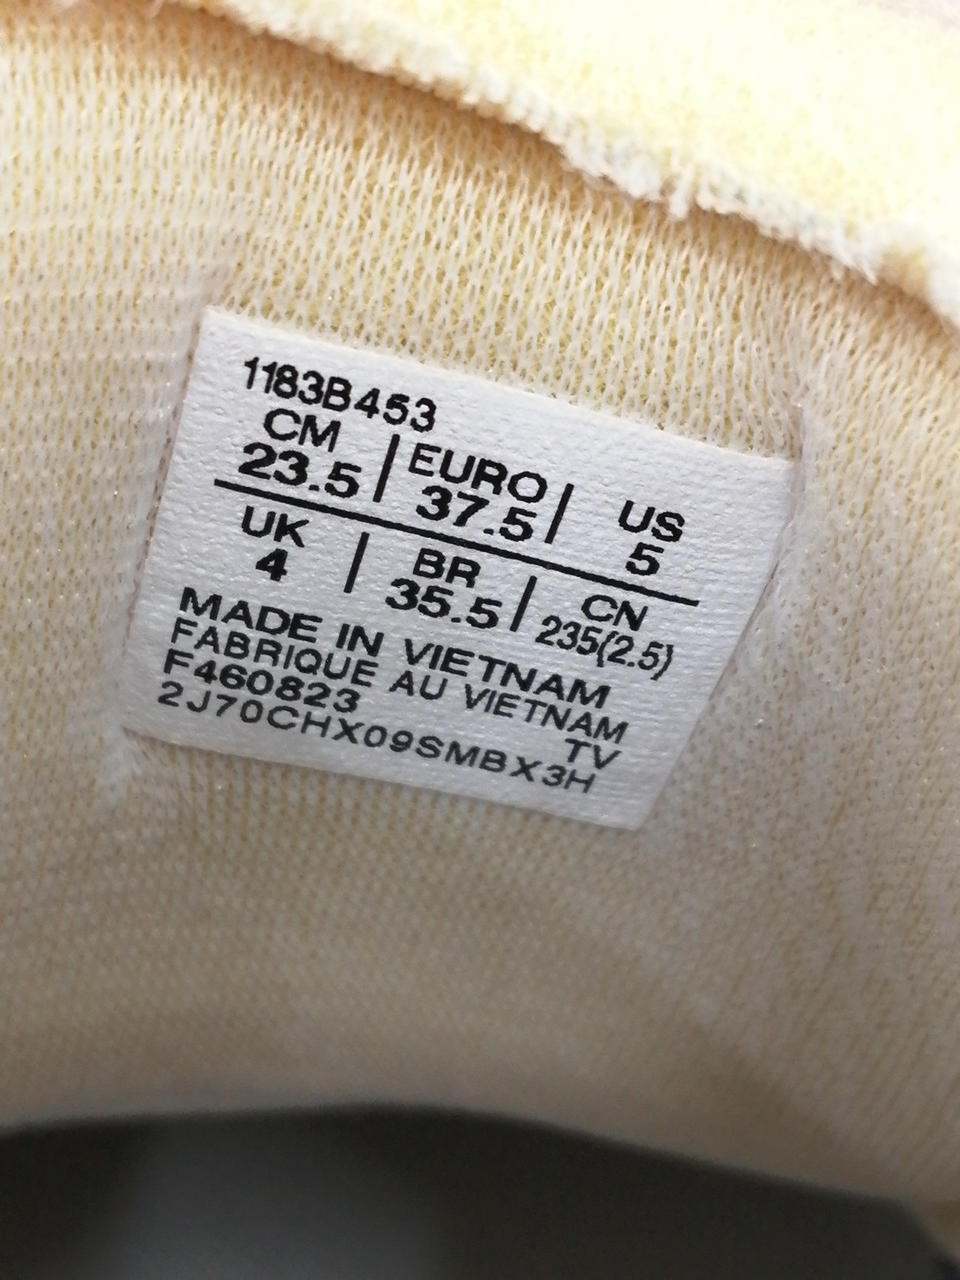 1183B453
CM | EURO | US
23.5 | 37.5 | 5
UK | BR | CN
4 | 35.5 | 235(2.5)
MADE IN VIETNAM
FABRIQUE AU VIETNAM
F460823 TV
2J70CHX09SMBX3H